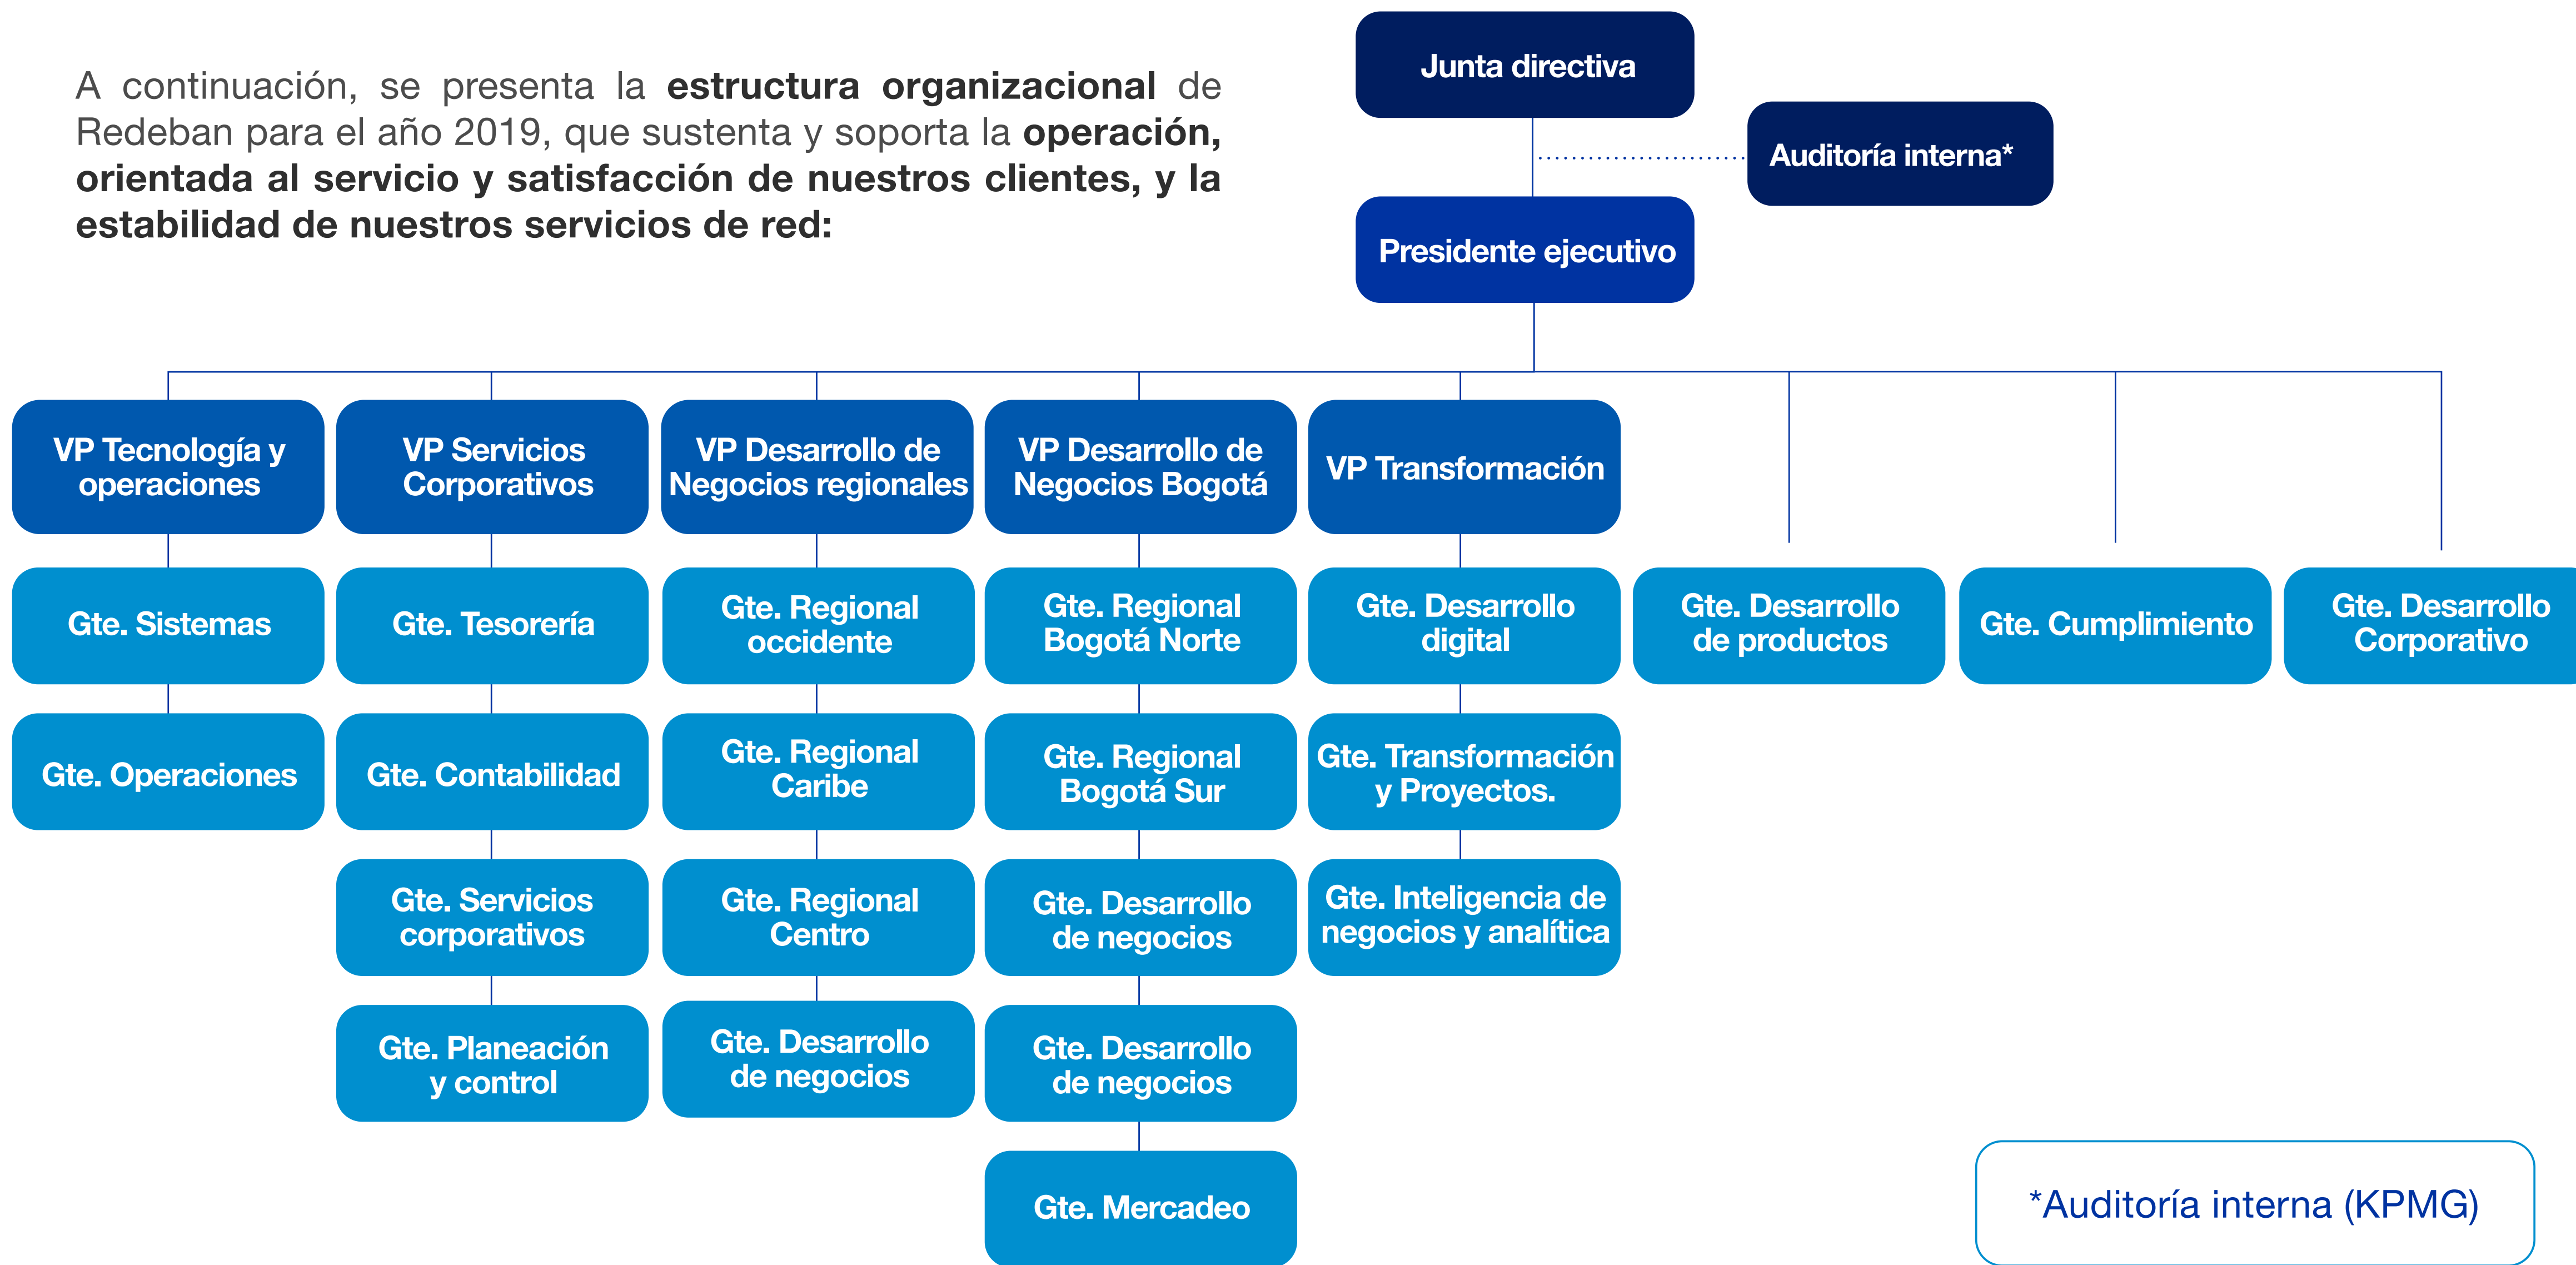 A continuación, se presenta la estructura organizacional de
Redeban para el año 2019, que sustenta y soporta la operación,
orientada al servicio y satisfacción de nuestros clientes, y la
estabilidad de nuestros servicios de red:
Junta directiva
Auditoría interna*
Presidente ejecutivo
VP Tecnología y
operaciones
VP Servicios
Corporativos
VP Desarrollo de
Negocios regionales
VP Desarrollo de
Negocios Bogotá
VP Transformación
Gte. Sistemas
Gte. Tesorería
Gte. Regional
occidente
Gte. Regional
Bogotá Norte
Gte. Desarrollo
digital
Gte. Desarrollo
de productos
Gte. Cumplimiento
Gte. Desarrollo
Corporativo
Gte. Operaciones
Gte. Contabilidad
Gte. Regional
Caribe
Gte. Regional
Bogotá Sur
Gte. Transformación
y Proyectos.
Gte. Servicios
corporativos
Gte. Regional
Centro
Gte. Desarrollo
de negocios
Gte. Inteligencia de
negocios y analítica
Gte. Planeación
y control
Gte. Desarrollo
de negocios
Gte. Desarrollo
de negocios
Gte. Mercadeo
*Auditoría interna (KPMG)